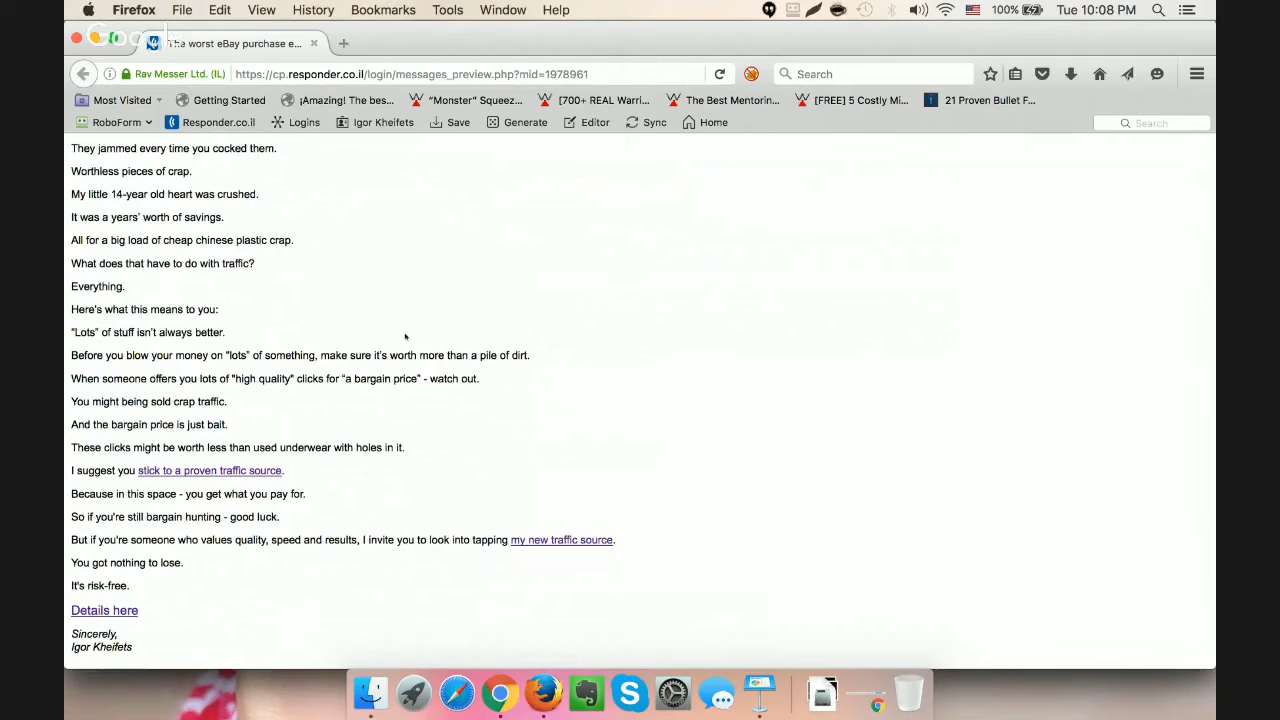 Firefox File Edit View History Bookmarks Tools Window Help 100% Tue 10:08 PM
Google
The worst eBay purchase e...
Rav Messer Ltd. (IL) https://cp.responder.co.il/login/messages_preview.php?mid=1978961 Search
Most Visited Getting Started ¡Amazing! The bes... "Monster" Squeez... [700+ REAL Warri... The Best Mentorin... [FREE] 5 Costly Mi... 21 Proven Bullet F...
RoboForm Responder.co.il Logins Igor Kheifets Save Generate Editor Sync Home Search
They jammed every time you cocked them.
Worthless pieces of crap.
My little 14-year old heart was crushed.
It was a years' worth of savings.
All for a big load of cheap chinese plastic crap.
What does that have to do with traffic?
Everything.
Here's what this means to you:
"Lots" of stuff isn't always better.
Before you blow your money on "lots" of something, make sure it's worth more than a pile of dirt.
When someone offers you lots of "high quality" clicks for "a bargain price" - watch out.
You might being sold crap traffic.
And the bargain price is just bait.
These clicks might be worth less than used underwear with holes in it.
I suggest you stick to a proven traffic source.
Because in this space - you get what you pay for.
So if you're still bargain hunting - good luck.
But if you're someone who values quality, speed and results, I invite you to look into tapping my new traffic source.
You got nothing to lose.
It's risk-free.
Details here
Sincerely,
Igor Kheifets